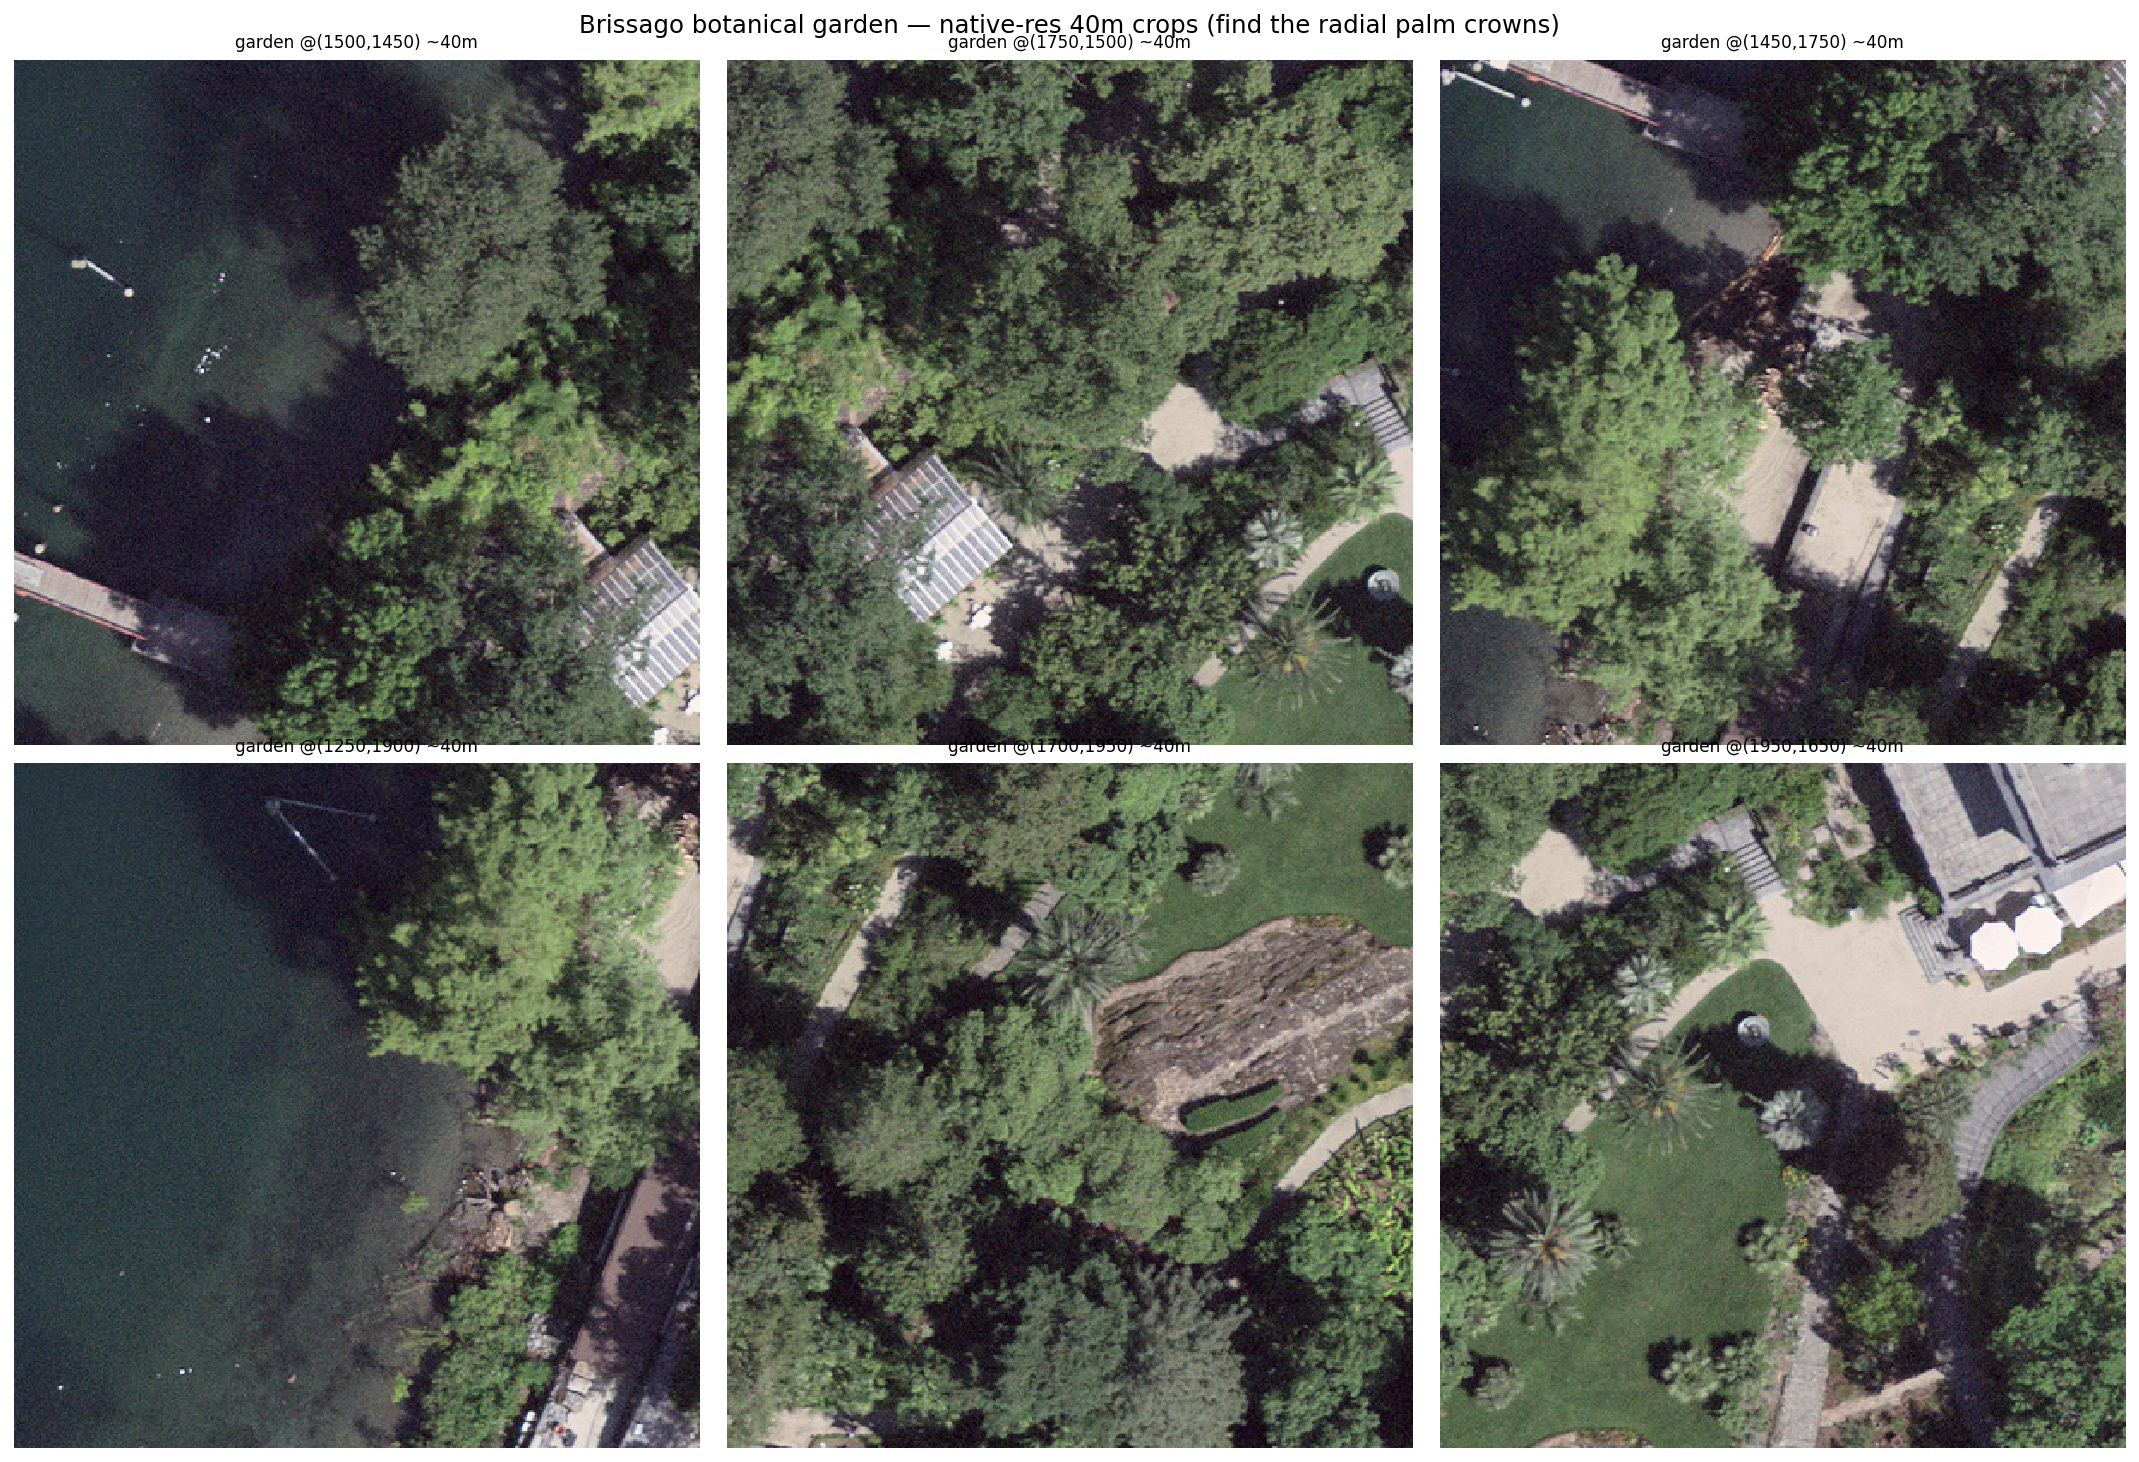 Brissago botanical garden — native-res 40m crops (find the radial palm crowns)
garden @(1500,1450) ~40m
garden @(1750,1500) ~40m
garden @(1450,1750) ~40m
garden @(1250,1900) ~40m
garden @(1700,1950) ~40m
garden @(1950,1650) ~40m